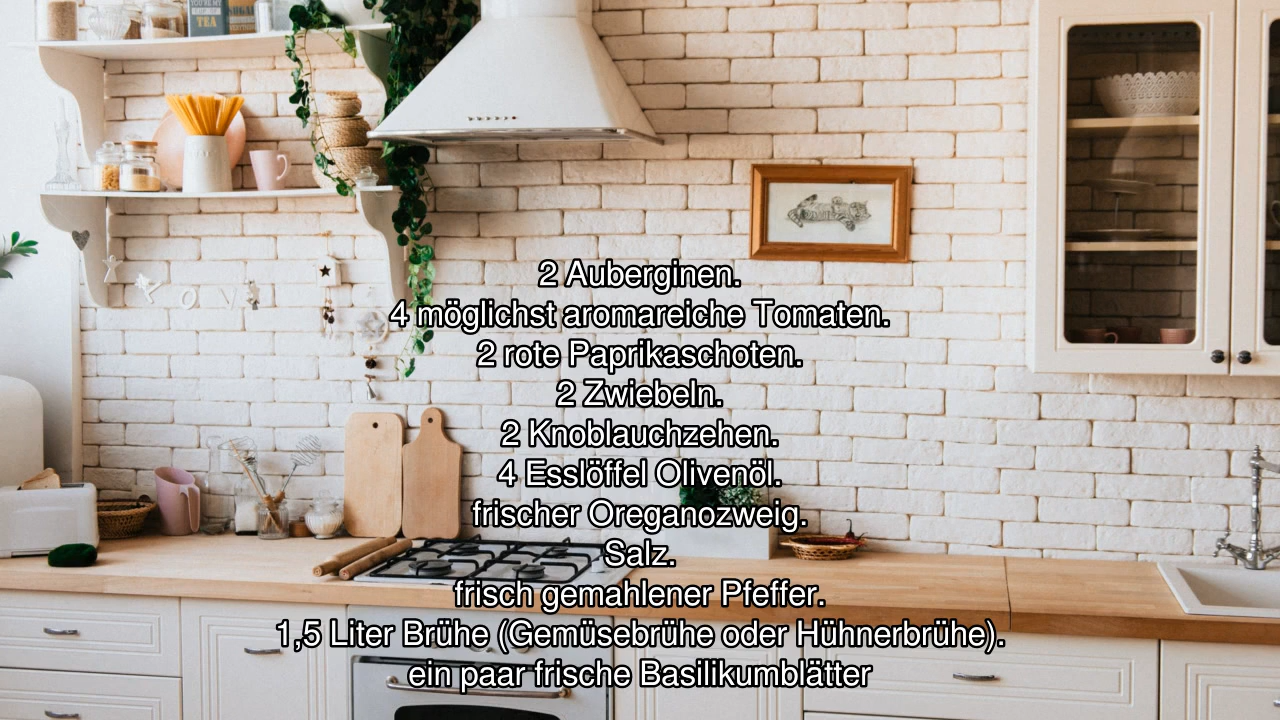 TEA
2 Auberginen.
4 möglichst aromareiche Tomaten.
2 rote Paprikaschoten.
2 Zwiebeln.
2 Knoblauchzehen.
4 Esslöffel Olivenöl.
frischer Oreganozweig.
Salz.
frisch gemahlener Pfeffer.
1,5 Liter Brühe (Gemüsebrühe oder Hühnerbrühe).
ein paar frische Basilikumblätter